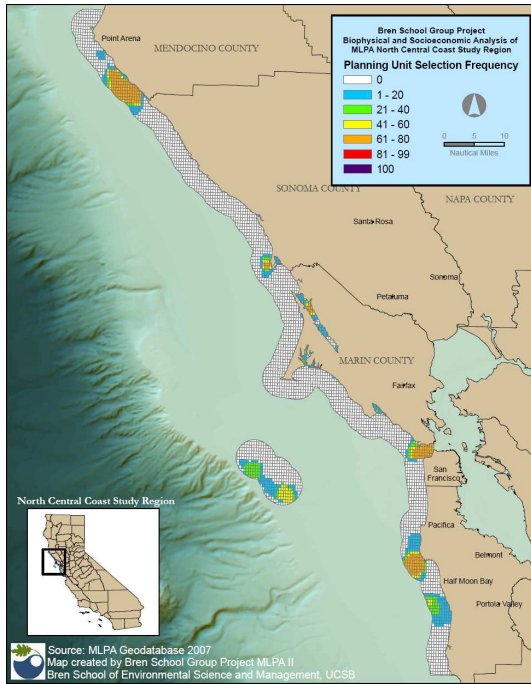 Bren School Group Project
Biophysical and Socioeconomic Analysis of
MLPA North Central Coast Study Region
Planning Unit Selection Frequency
0
1 - 20
21 - 40
41 - 60
61 - 80
81 - 99
100
0 5 10
Nautical Miles
Point Arena
MENDOCINO COUNTY
SONOMA COUNTY
NAPA COUNTY
Santa Rosa
Sonoma
Petaluma
MARIN COUNTY
Fairfax
San
Francisco
Pacifica
Belmont
Half Moon Bay
Portola Valley
North Central Coast Study Region
Source: MLPA Geodatabase 2007
Map created by Bren School Group Project MLPA II
Bren School of Environmental Science and Management, UCSB